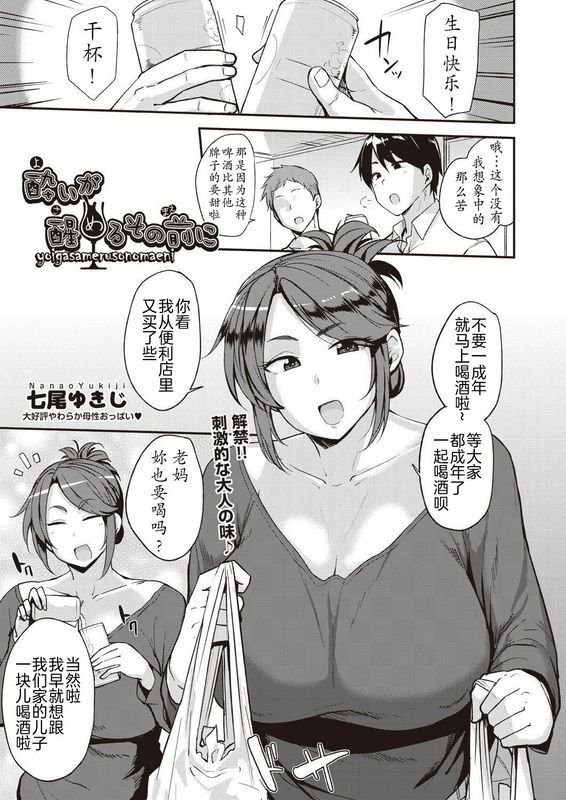 生日快乐！
干杯！
哦…这个没有
我想象中的
那么苦
那是因为这种
啤酒比其他
牌子的要甜啦
酔いが
醒めるその前に
yoigasamerusonomaeni
NanaoYukiji
七尾ゆきじ
大好評やわらか母性おっぱい♥
不要一成年
就马上喝酒啦~
等大家
都成年了
一起喝酒呗
你看
我从便利店里
又买了些
解禁!!
刺激的な大人の味♪
老妈
妳也要喝吗？
当然啦
我早就想跟
我们家的儿子
一块儿喝酒啦